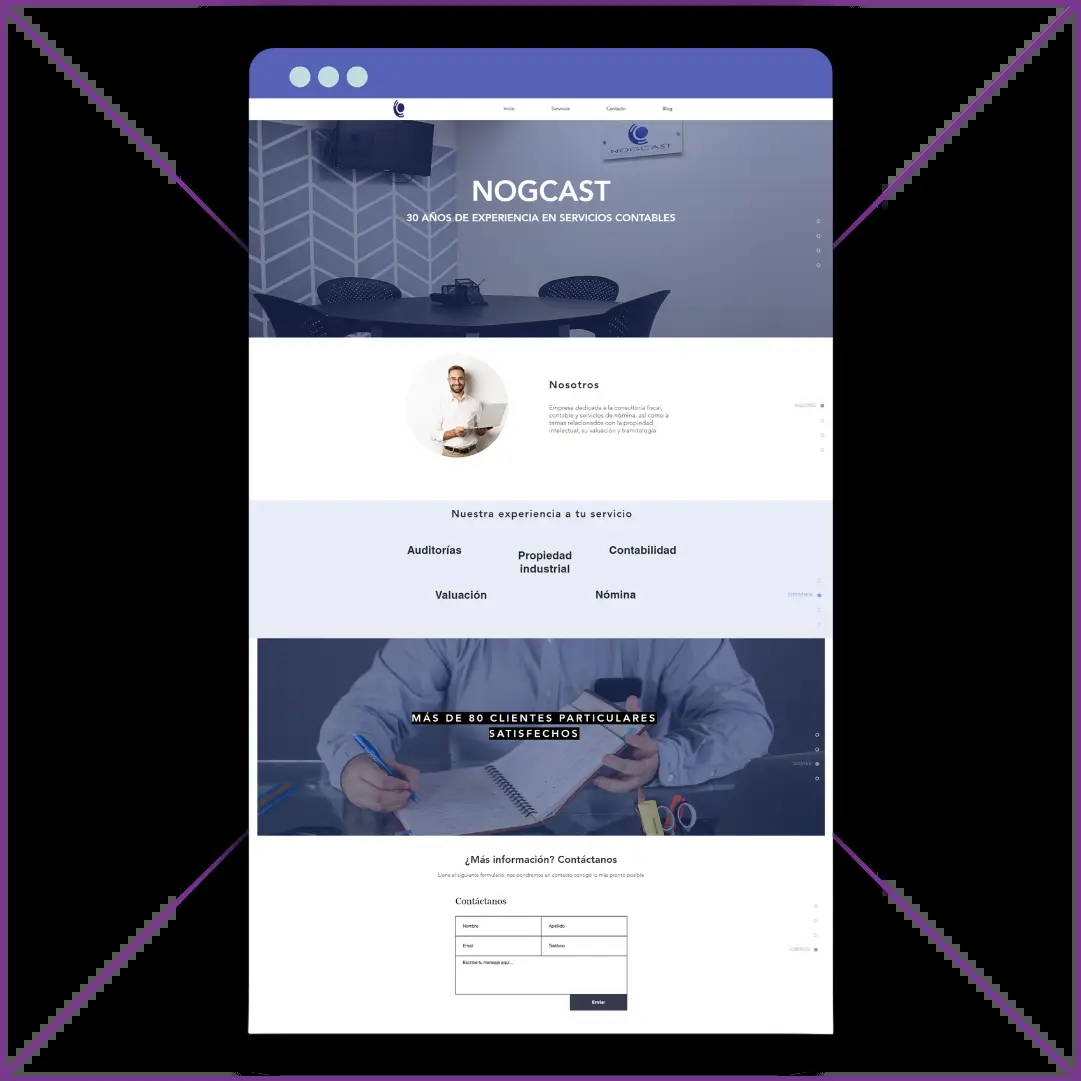 Inicio
Servicios
Contacto
Blog
NOGCAST
NOGCAST
30 AÑOS DE EXPERIENCIA EN SERVICIOS CONTABLES
Nosotros
Empresa dedicada a la consultoría fiscal,
contable y servicios de nómina, así como a
temas relacionados con la propiedad
intelectual, su valuación y tramitología
Nuestra experiencia a tu servicio
Auditorías
Propiedad
industrial
Contabilidad
Valuación
Nómina
MÁS DE 80 CLIENTES PARTICULARES
SATISFECHOS
¿Más información? Contáctanos
Llena el siguiente formulario, nos pondremos en contacto contigo lo más pronto posible
Contáctanos
Nombre
Apellido
Email
Teléfono
Escribe tu mensaje aquí...
CONTACTO
Enviar